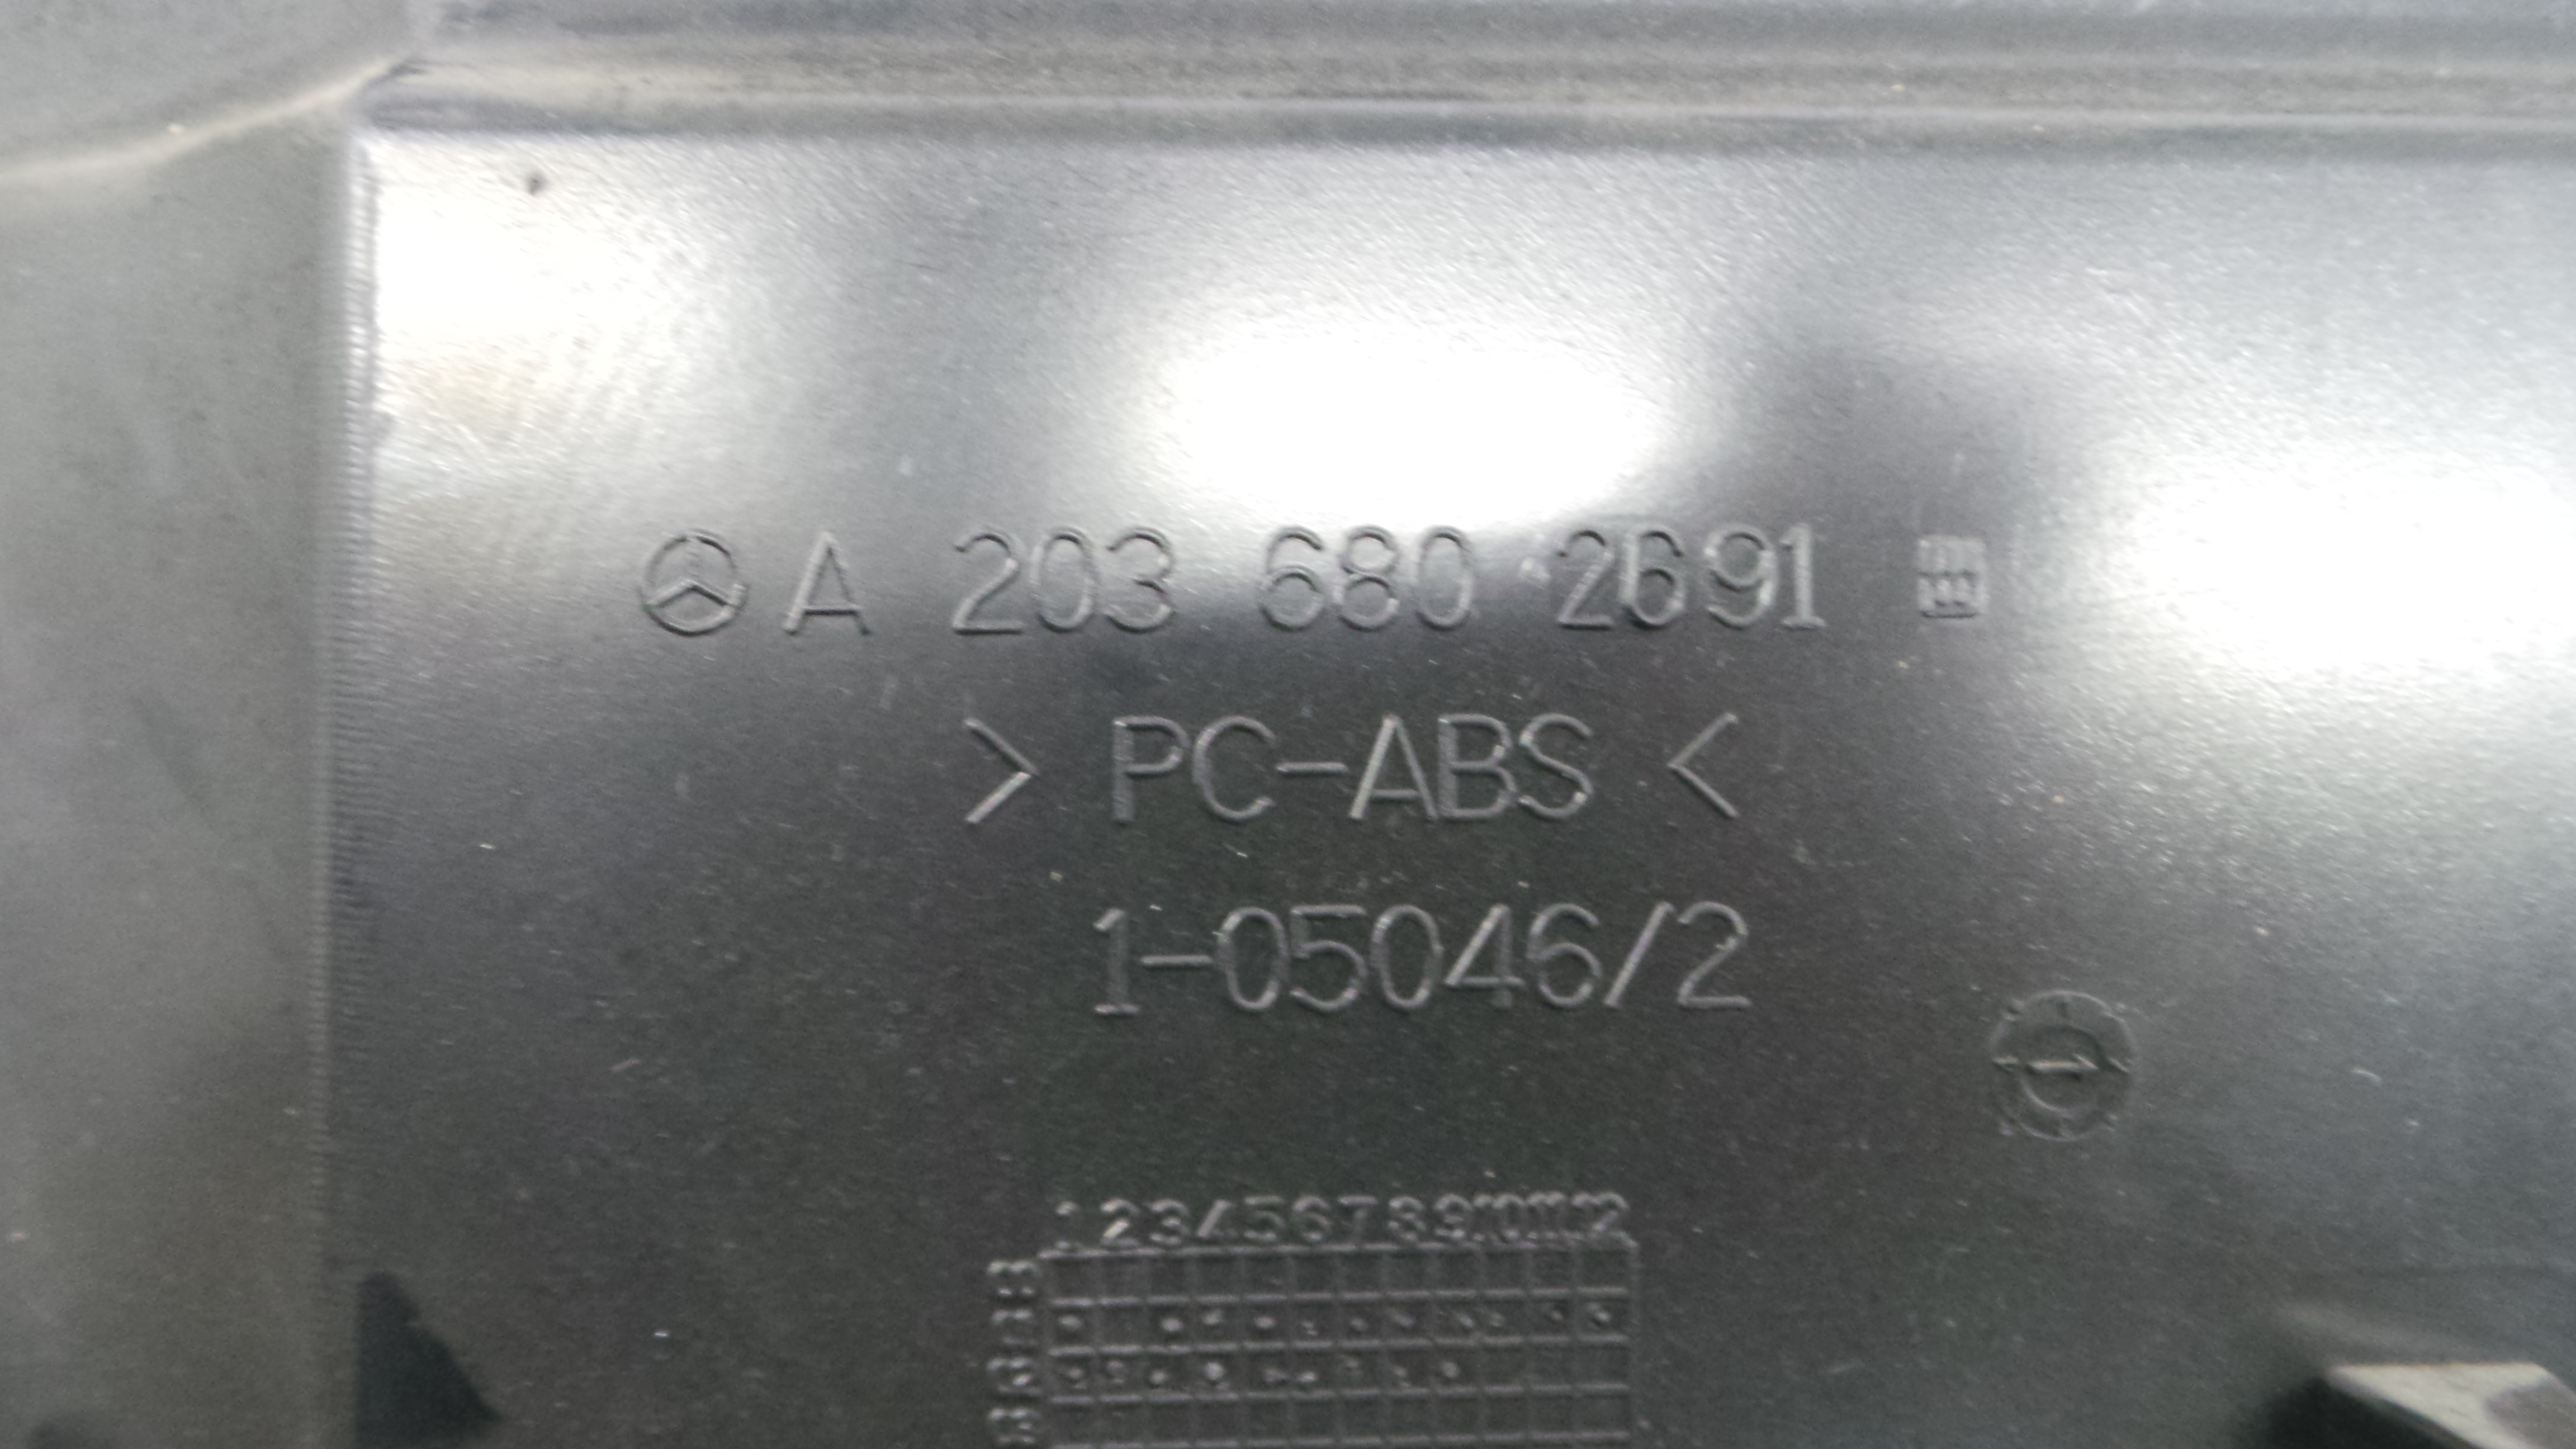 A 203 680 2691
> PC-ABS <
1-05046/2
1 2 3 4 5 6 7 8 9 10 11 12